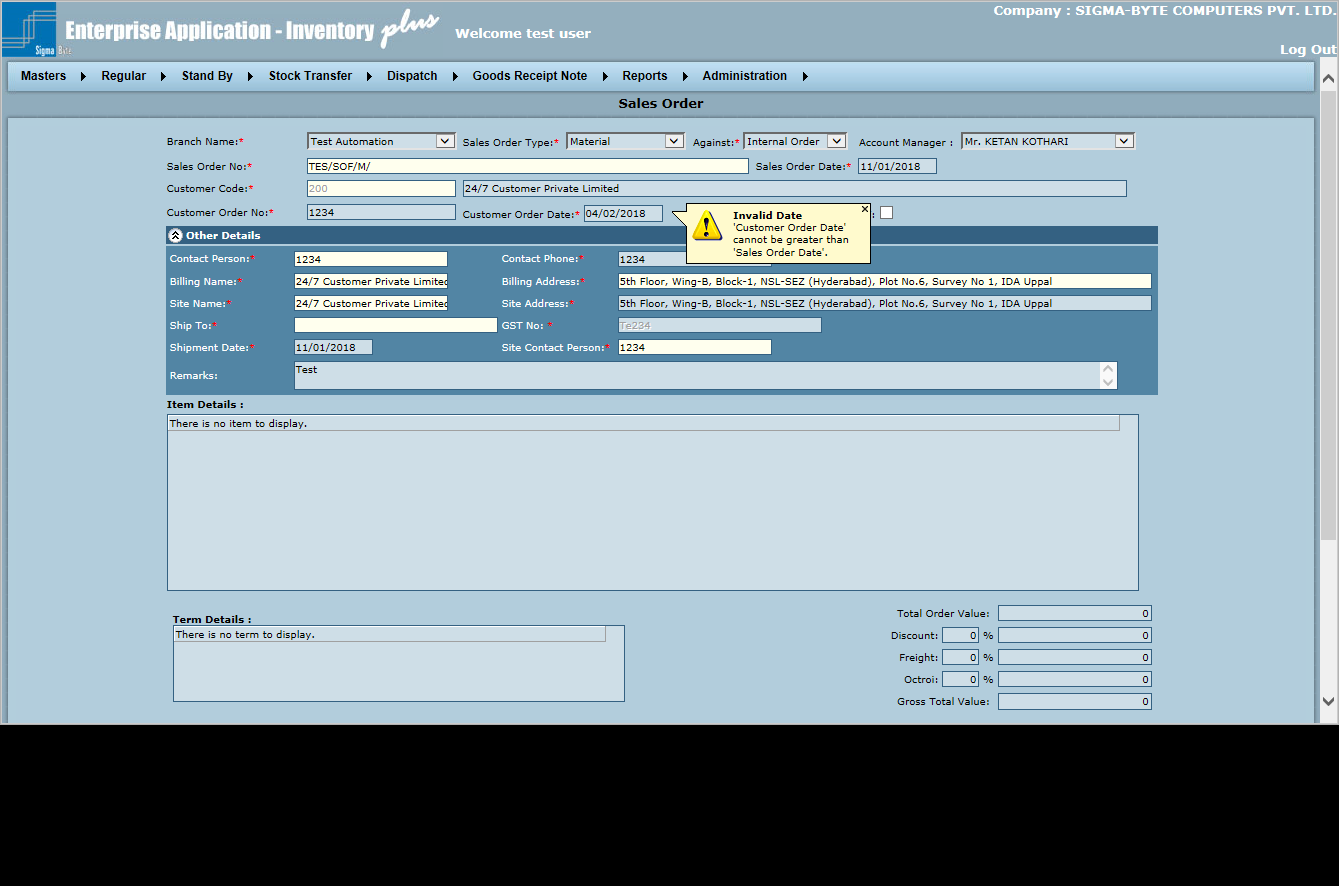 Company : SIGMA-BYTE COMPUTERS PVT. LTD.
Sigma Byte
Enterprise Application - Inventory plus
Welcome test user
Log Out
Masters Regular Stand By Stock Transfer Dispatch Goods Receipt Note Reports Administration
Sales Order
Branch Name:* Test Automation Sales Order Type:* Material Against:* Internal Order Account Manager : Mr. KETAN KOTHARI
Sales Order No:* TES/SOF/M/ Sales Order Date:* 11/01/2018
Customer Code:* 200 24/7 Customer Private Limited
Customer Order No:* 1234 Customer Order Date:* 04/02/2018 :
Invalid Date
'Customer Order Date'
cannot be greater than
'Sales Order Date'.
Other Details
Contact Person:* 1234 Contact Phone:* 1234
Billing Name:* 24/7 Customer Private Limited Billing Address:* 5th Floor, Wing-B, Block-1, NSL-SEZ (Hyderabad), Plot No.6, Survey No 1, IDA Uppal
Site Name:* 24/7 Customer Private Limited Site Address:* 5th Floor, Wing-B, Block-1, NSL-SEZ (Hyderabad), Plot No.6, Survey No 1, IDA Uppal
Ship To:* GST No: * Te234
Shipment Date:* 11/01/2018 Site Contact Person:* 1234
Remarks: Test
Item Details :
There is no item to display.
Total Order Value: 0
Term Details :
There is no term to display.
Discount: 0 % 0
Freight: 0 % 0
Octroi: 0 % 0
Gross Total Value: 0